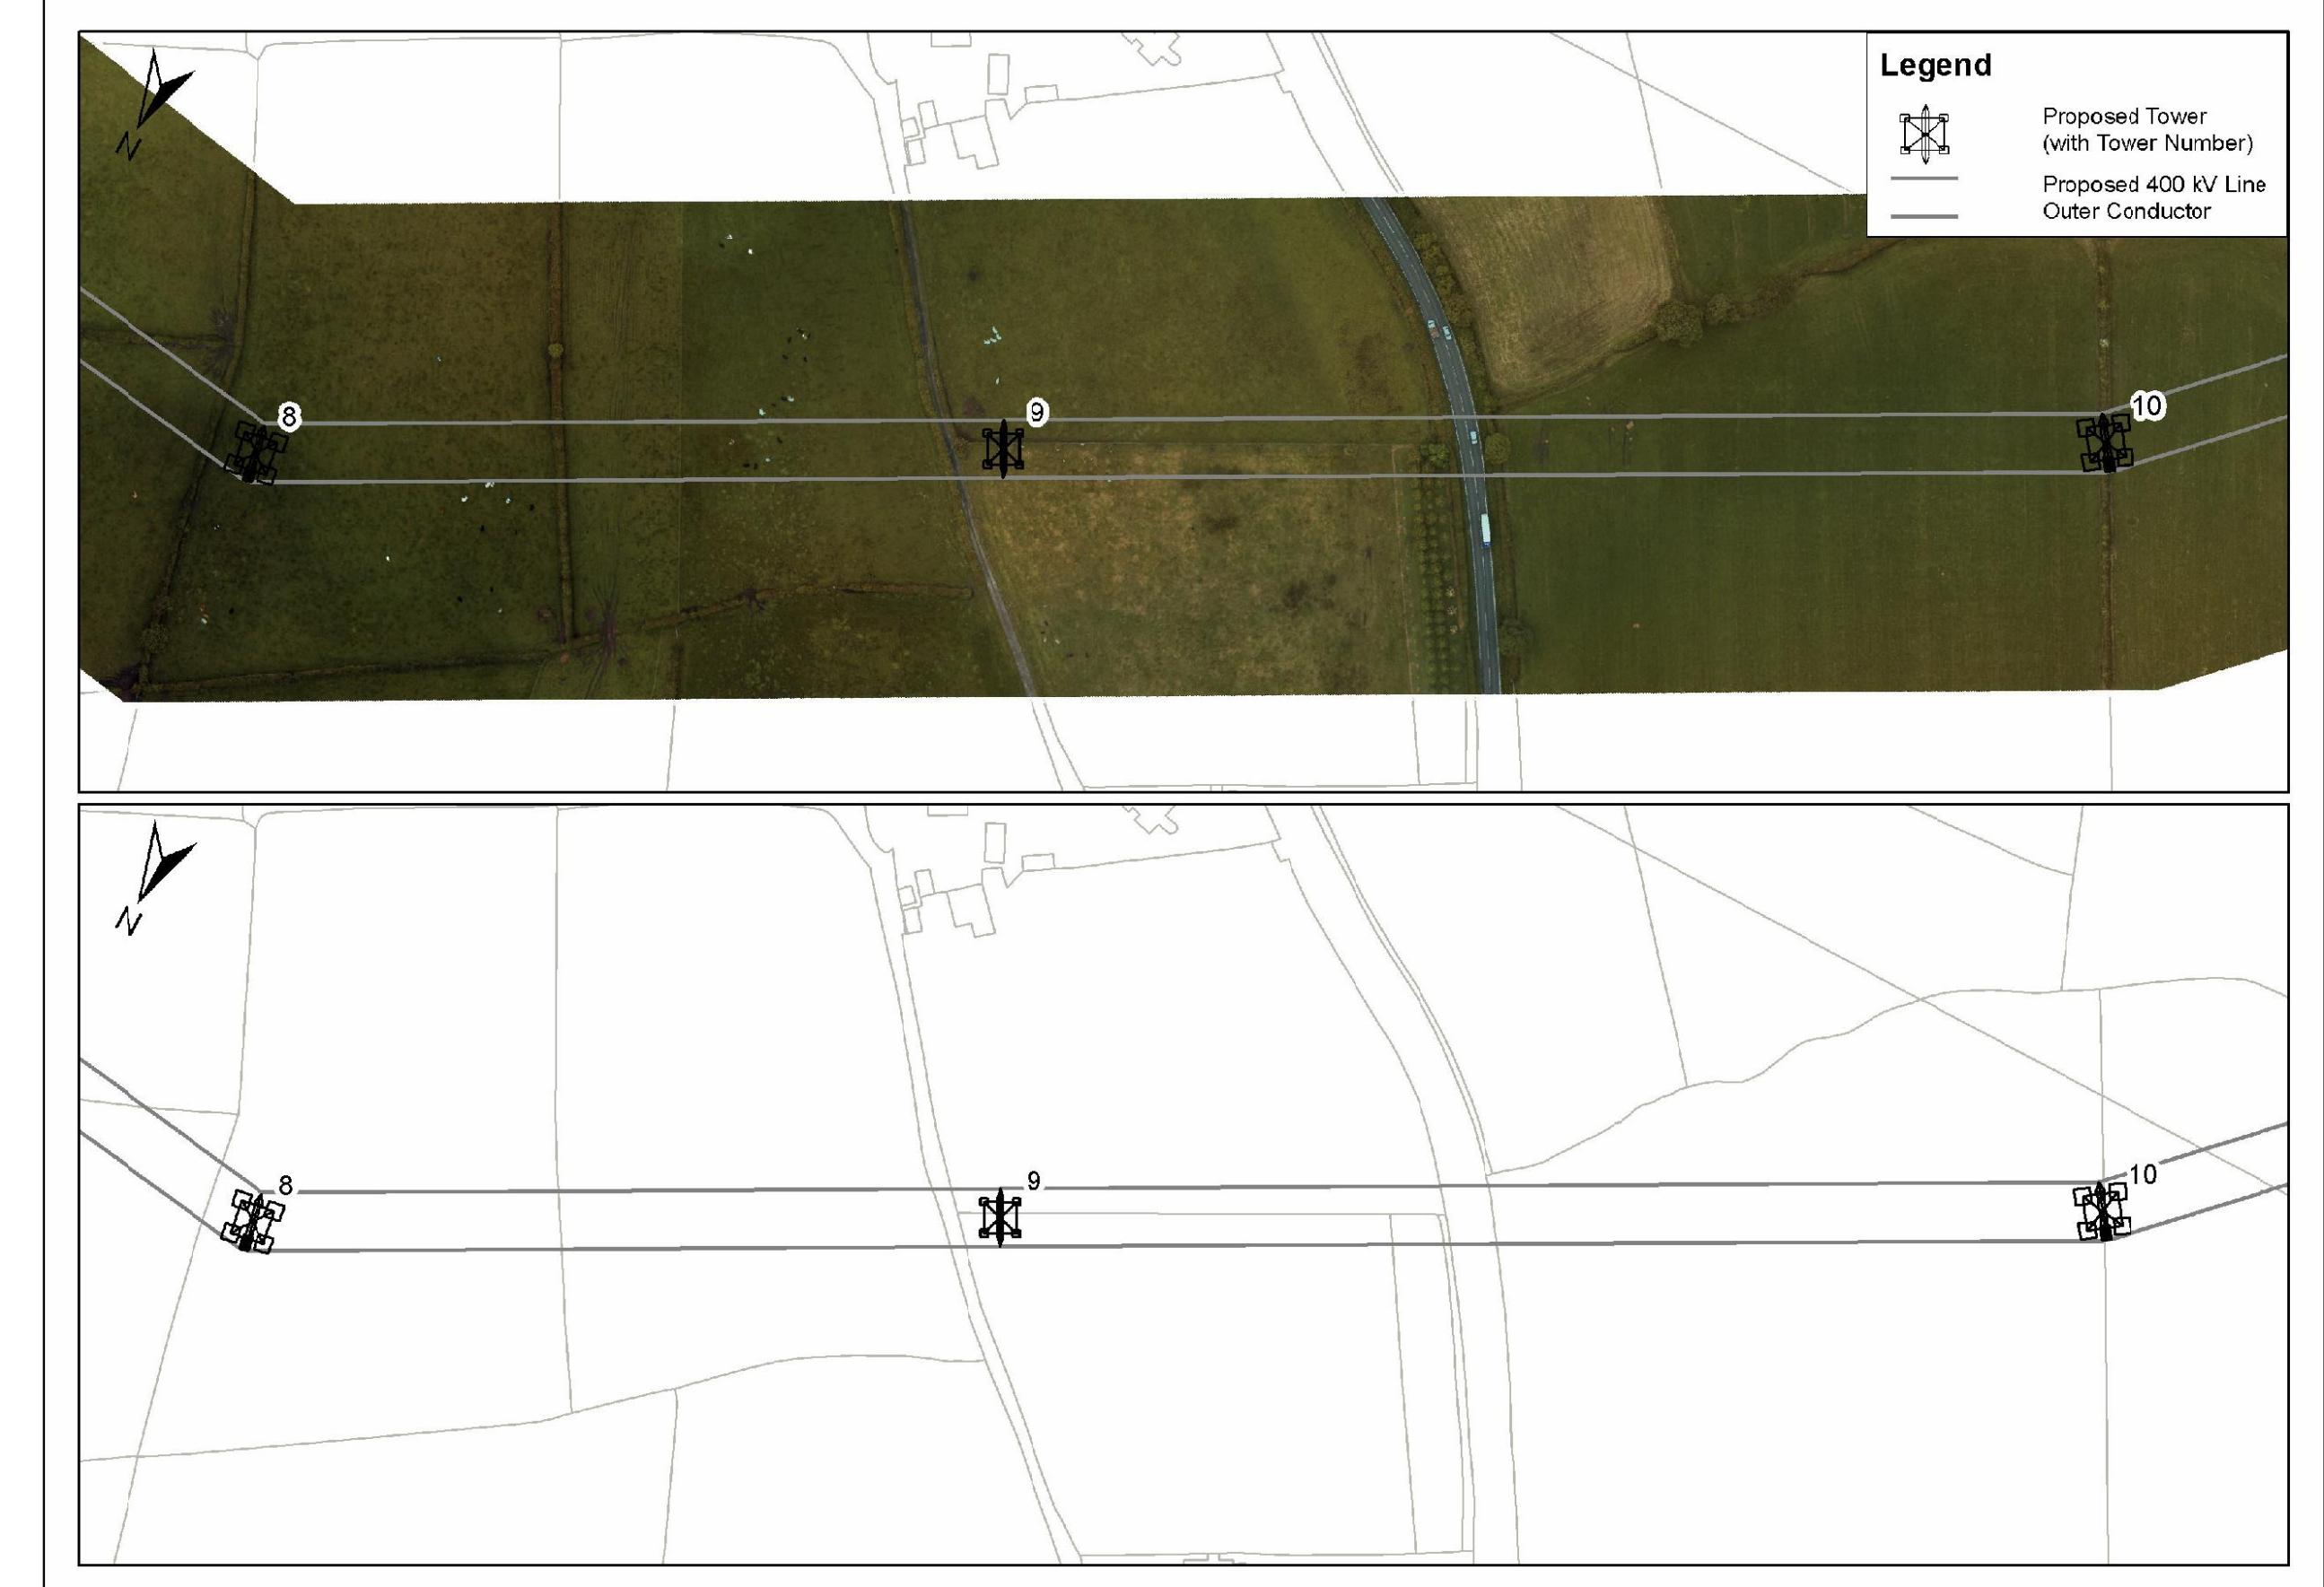 N
Legend
Proposed Tower
(with Tower Number)
Proposed 400 kV Line
Outer Conductor
8
9
10
N
8
9
10